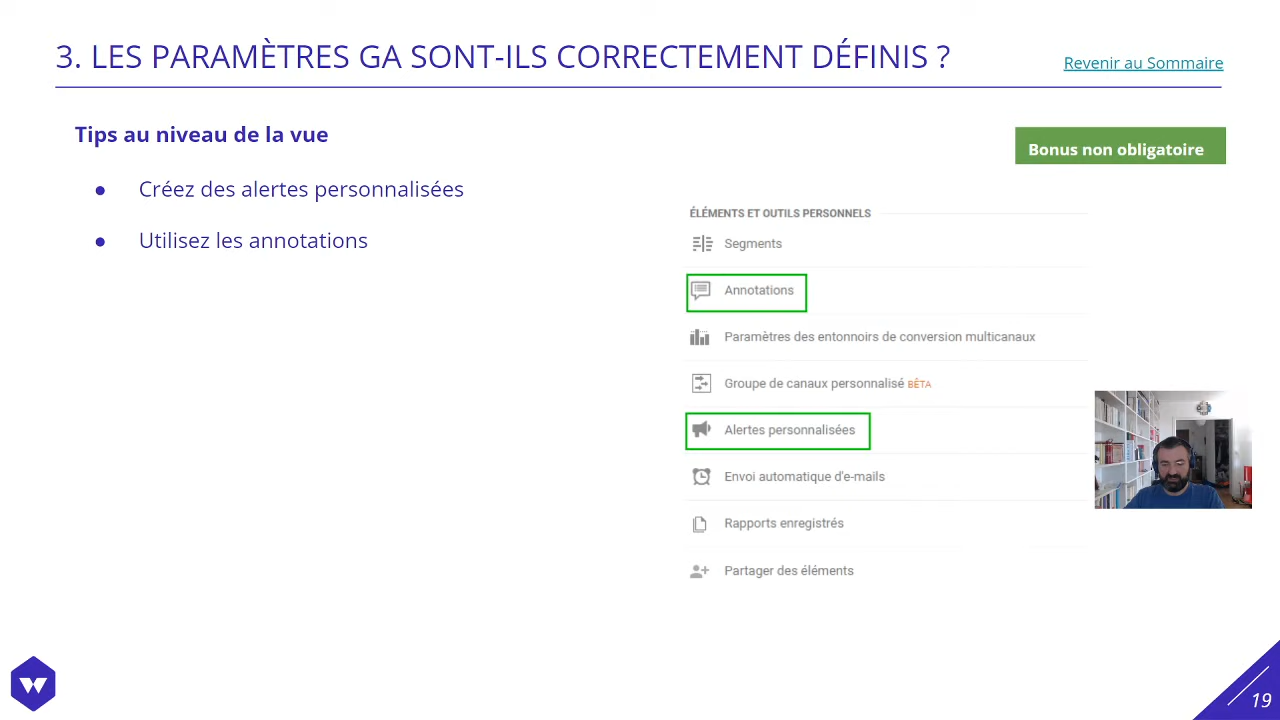 3. LES PARAMÈTRES GA SONT-ILS CORRECTEMENT DÉFINIS ?
Revenir au Sommaire
Tips au niveau de la vue
Bonus non obligatoire
● Créez des alertes personnalisées
● Utilisez les annotations
ÉLÉMENTS ET OUTILS PERSONNELS
Segments
Annotations
Paramètres des entonnoirs de conversion multicanaux
Groupe de canaux personnalisé BÊTA
Alertes personnalisées
Envoi automatique d'e-mails
Rapports enregistrés
Partager des éléments
19